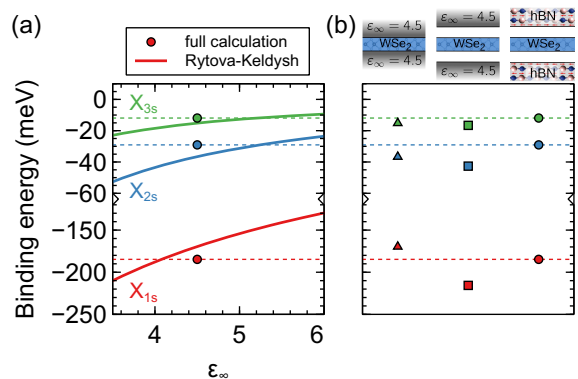 (a)
full calculation
Rytova-Keldysh
Binding energy (meV)
0
−20
−40
−60
−150
−200
−250
X3s
X2s
X1s
4
5
6
ε∞
(b)
ε∞ = 4.5
WSe2
ε∞ = 4.5
ε∞ = 4.5
WSe2
ε∞ = 4.5
hBN
WSe2
hBN